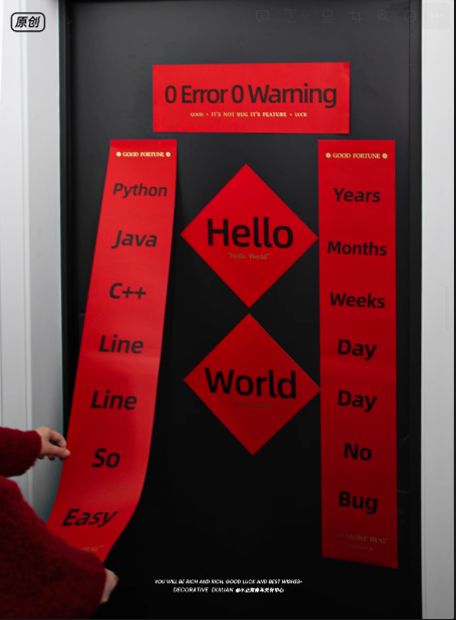 原创
0 Error 0 Warning
GOOD • IT'S NOT BUG IT'S FEATURE • LUCK
GOOD FORTUNE
Python
Java
C++
Line
Line
So
Easy
Hello
"Hello World"
World
GOOD FORTUNE
Years
Months
Weeks
Day
Day
No
Bug
YOU WILL BE RICH AND RICH, GOOD LUCK AND BEST WISHES~
DECORATIVE DUILIAN